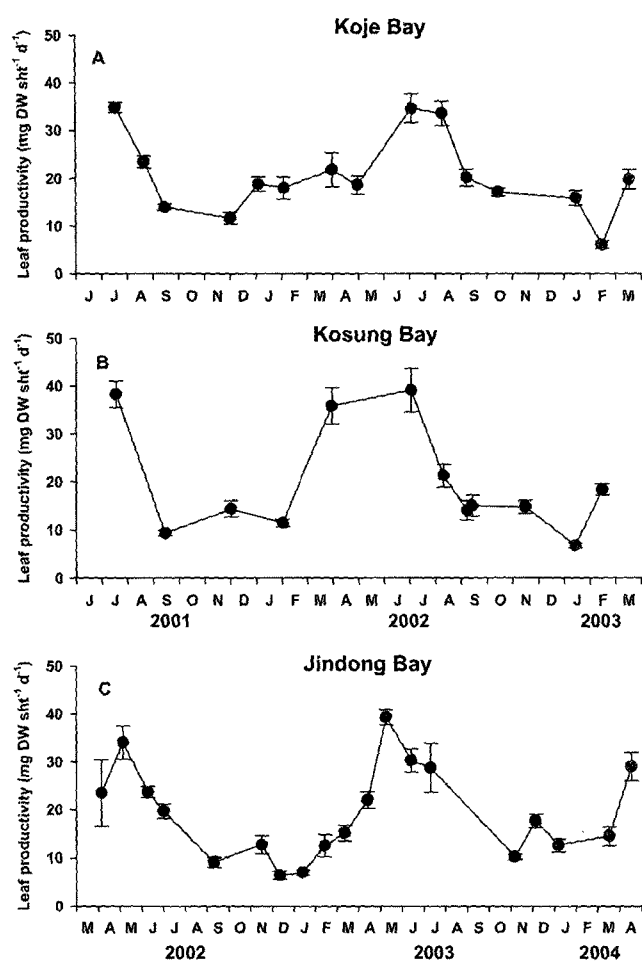 Koje Bay
A
Leaf productivity (mg DW sht⁻¹ d⁻¹)
50
40
30
20
10
0
J J A S O N D J F M A M J J A S O N D J F M
Kosung Bay
B
Leaf productivity (mg DW sht⁻¹ d⁻¹)
50
40
30
20
10
0
J J A S O N D J F M A M J J A S O N D J F M
2001 2002 2003
Jindong Bay
C
Leaf productivity (mg DW sht⁻¹ d⁻¹)
50
40
30
20
10
0
M A M J J A S O N D J F M A M J J A S O N D J F M A
2002 2003 2004